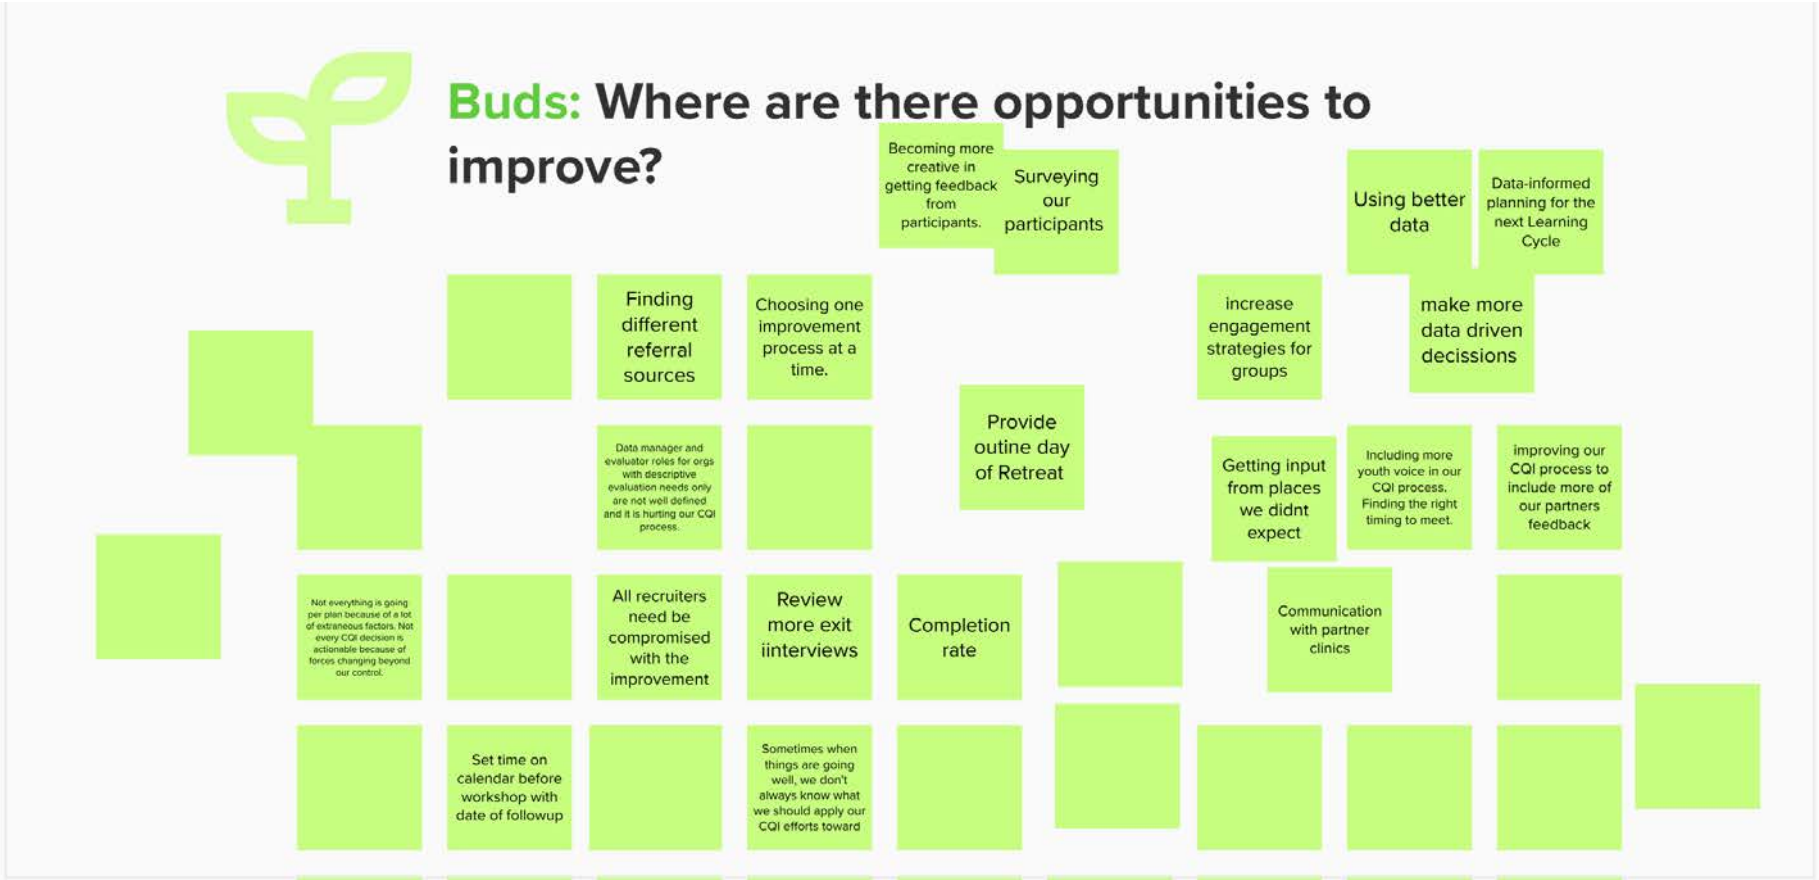 Buds: Where are there opportunities to
improve?
Becoming more
creative in
getting feedback
from
participants.
Surveying
our
participants
Using better
data
Data-informed
planning for the
next Learning
Cycle
Finding
different
referral
sources
Choosing one
improvement
process at a
time.
increase
engagement
strategies for
groups
make more
data driven
decissions
Provide
outine day
of Retreat
Data manager and
evaluator roles for orgs
with descriptive
evaluation needs only
are not well defined
and it is hurting our CQI
process.
Getting input
from places
we didnt
expect
Including more
youth voice in our
CQI process.
Finding the right
timing to meet.
improving our
CQI process to
include more of
our partners
feedback
Not everything is going
per plan because of a lot
of extraneous factors. Not
every CQI decision is
actionable because of
forces changing beyond
our control.
All recruiters
need be
compromised
with the
improvement
Review
more exit
iinterviews
Completion
rate
Communication
with partner
clinics
Set time on
calendar before
workshop with
date of followup
Sometimes when
things are going
well, we don't
always know what
we should apply our
CQI efforts toward